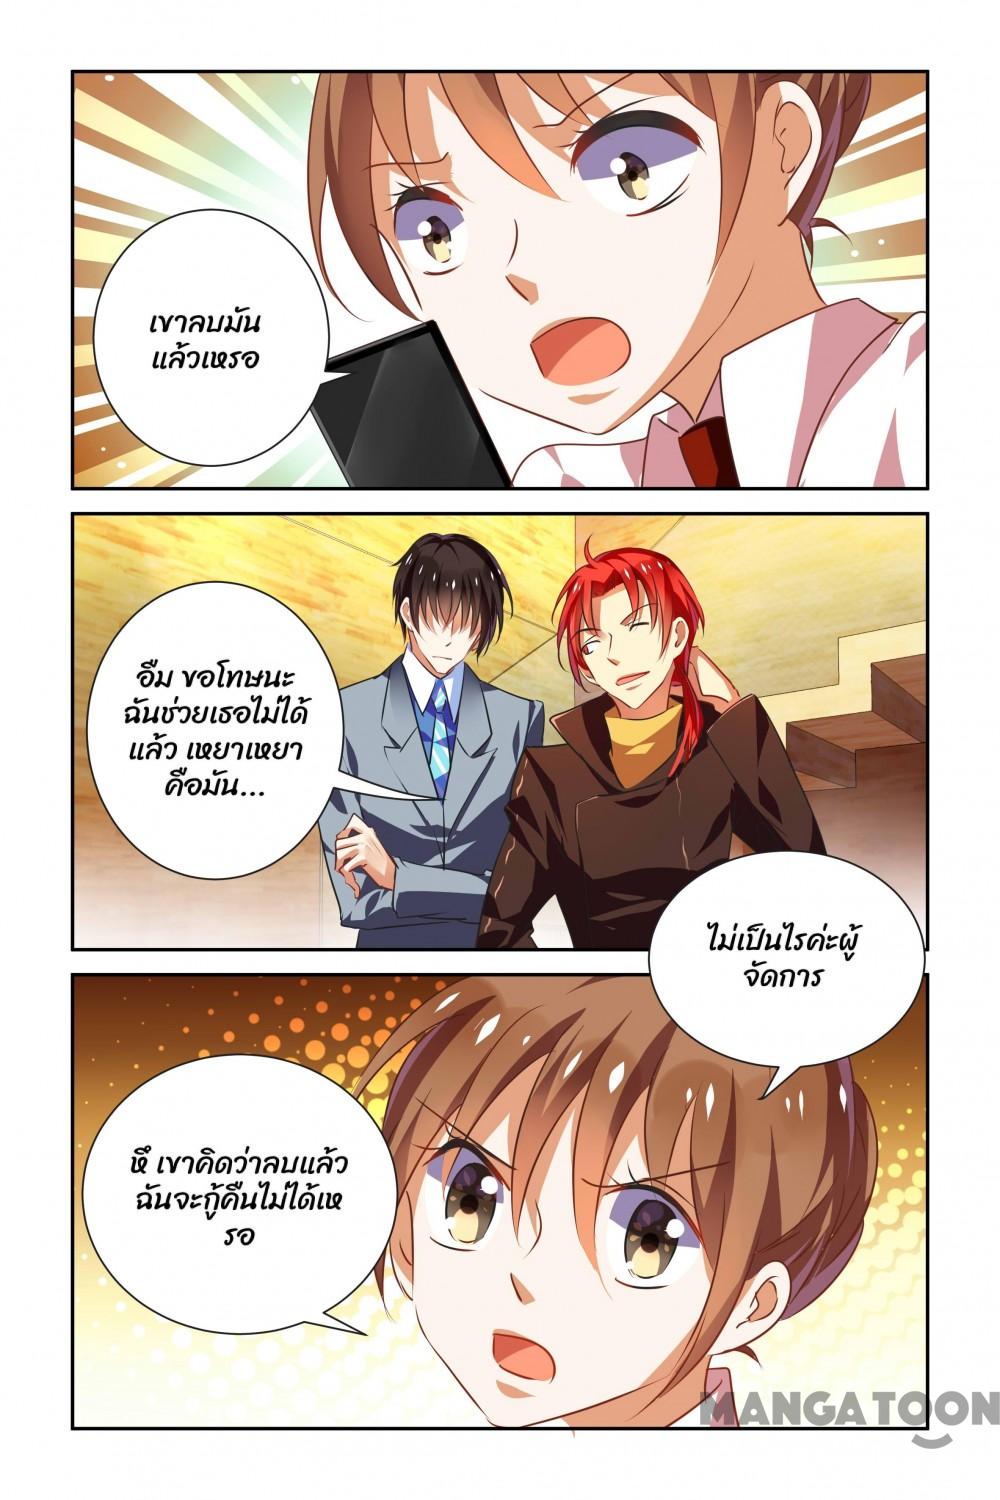 เขาลบมัน
แล้วเหรอ
อืม ขอโทษนะ
ฉันช่วยเธอไม่ได้
แล้ว เหยาเหยา
คือมัน...
ไม่เป็นไรค่ะผู้
จัดการ
หึ เขาคิดว่าลบแล้ว
ฉันจะกู้คืนไม่ได้เห
รอ
MANGATOON